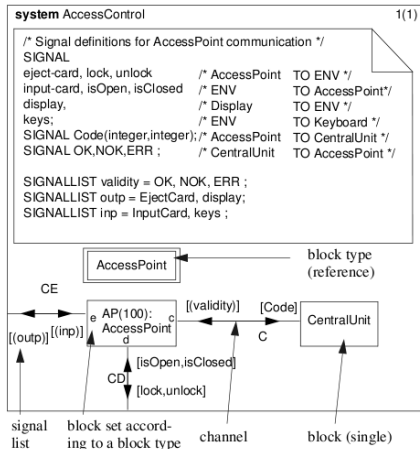 system AccessControl 1(1)
/* Signal definitions for AccessPoint communication */
SIGNAL
eject-card, lock, unlock /* AccessPoint TO ENV */
input-card, isOpen, isClosed /* ENV TO AccessPoint*/
display, /* Display TO ENV */
keys; /* ENV TO Keyboard */
SIGNAL Code(integer,integer); /* AccessPoint TO CentralUnit */
SIGNAL OK,NOK,ERR ; /* CentralUnit TO AccessPoint */
SIGNALLIST validity = OK, NOK, ERR ;
SIGNALLIST outp = EjectCard, display;
SIGNALLIST inp = InputCard, keys ;
AccessPoint
block type
(reference)
CE
[(outp)]
[(inp)]
e AP(100): c
AccessPoint
d
[(validity)]
[Code]
C
CentralUnit
[isOpen,isClosed]
CD
[lock,unlock]
signal
list
block set accord-
ing to a block type
channel
block (single)